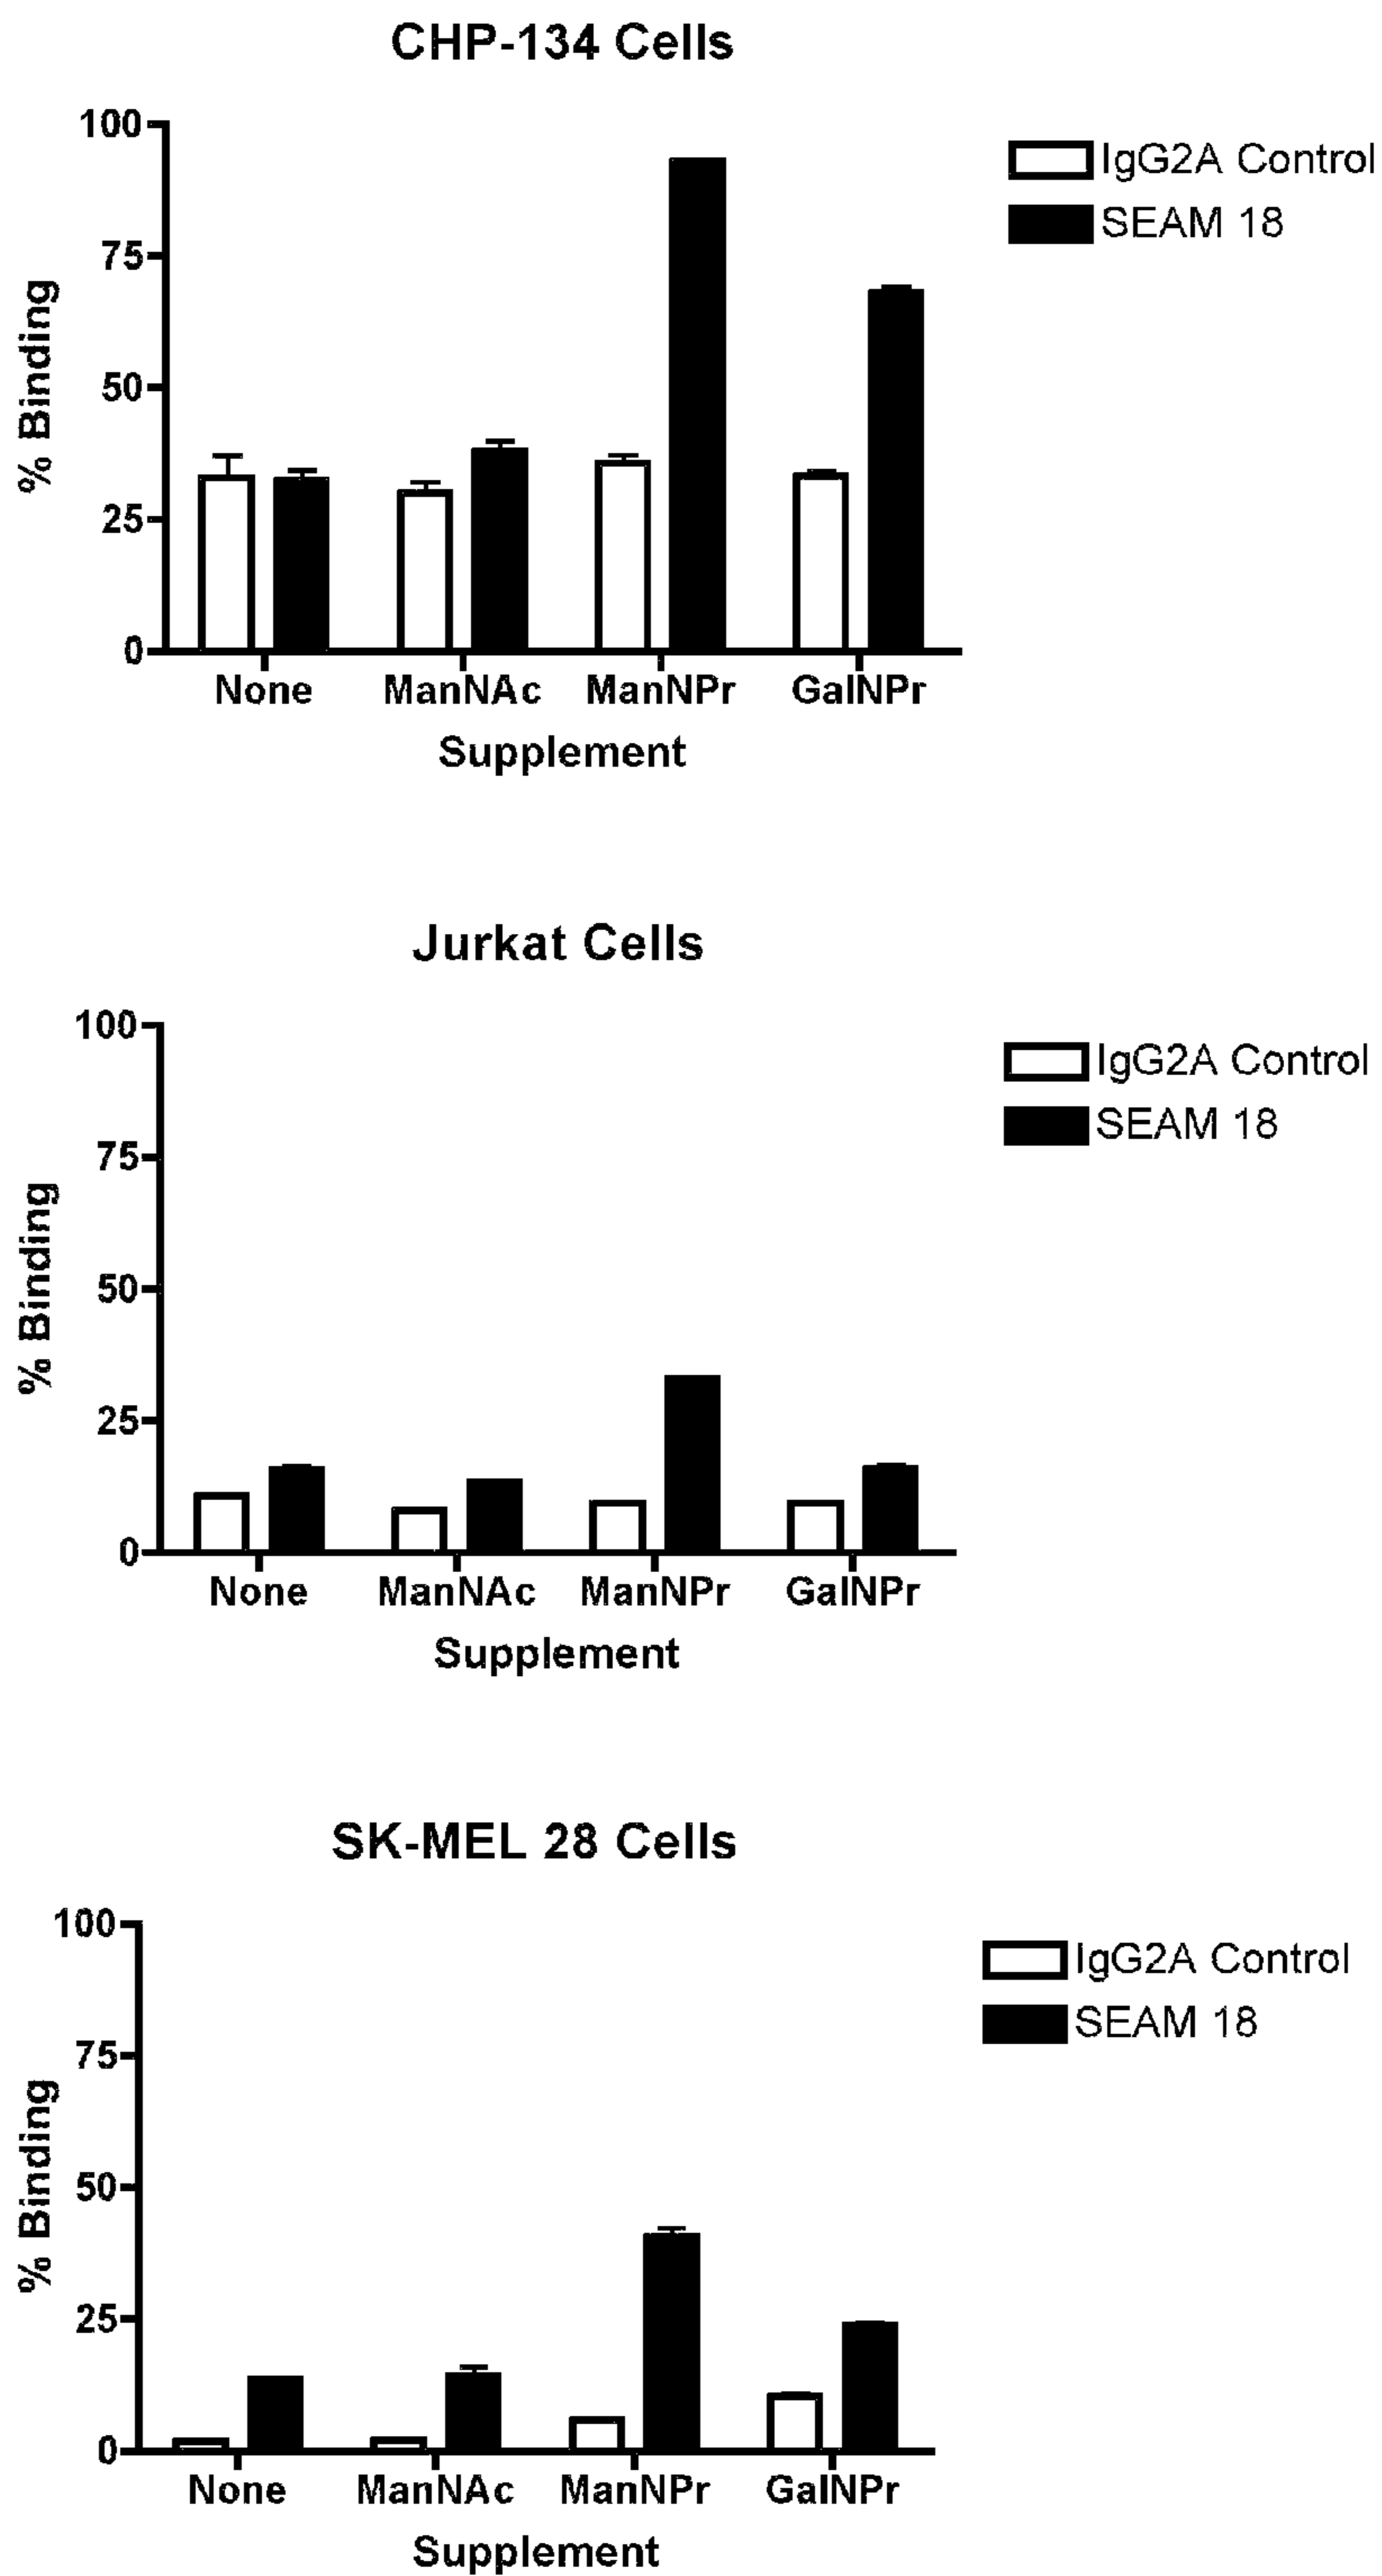 CHP-134 Cells
100
75
50
25
0
% Binding
IgG2A Control
SEAM 18
None ManNAc ManNPr GalNPr
Supplement
Jurkat Cells
100
75
50
25
0
% Binding
IgG2A Control
SEAM 18
None ManNAc ManNPr GalNPr
Supplement
SK-MEL 28 Cells
100
75
50
25
0
% Binding
IgG2A Control
SEAM 18
None ManNAc ManNPr GalNPr
Supplement